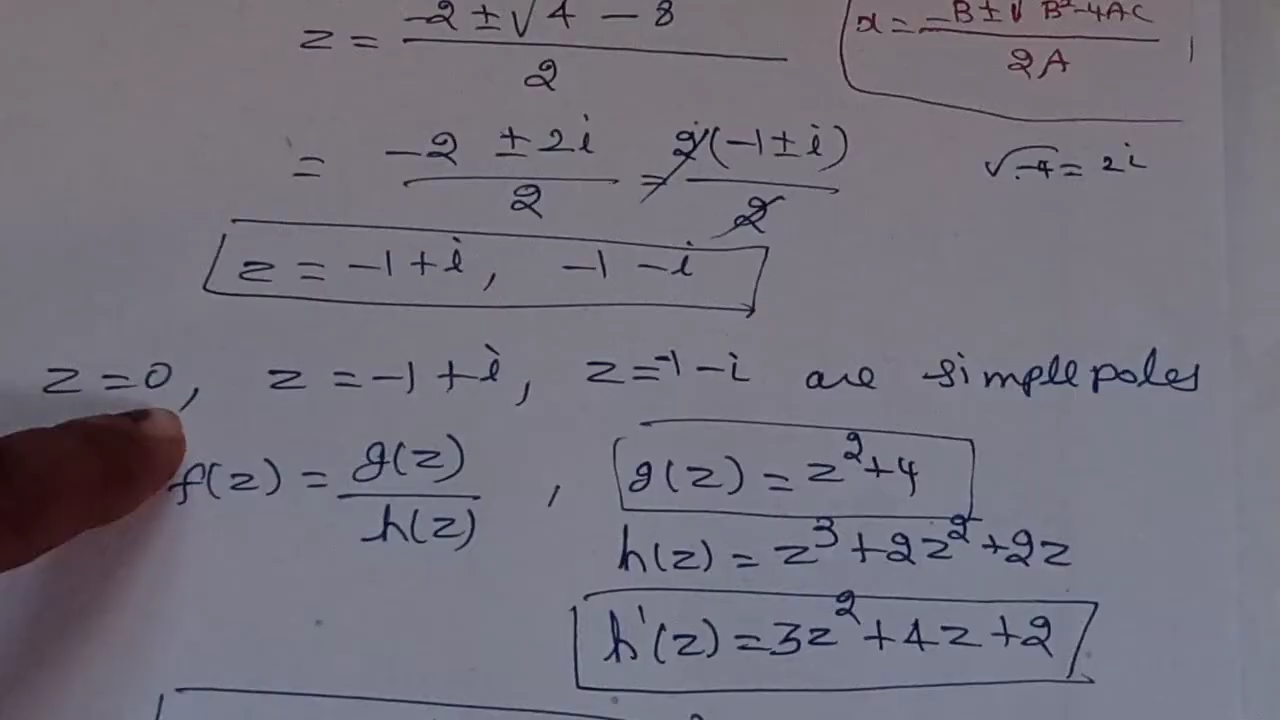 z = (-2 ± √4 - 8)/2
x = (-B ± √B² - 4AC)/2A
= (-2 ± 2i)/2 = 2(-1 ± i)/2
√-4 = 2i
z = -1 + i, -1 - i
z = 0, z = -1 + i, z = -1 - i are simple poles
f(z) = g(z)/h(z), g(z) = z² + 4
h(z) = z³ + 2z² + 2z
h'(z) = 3z² + 4z + 2